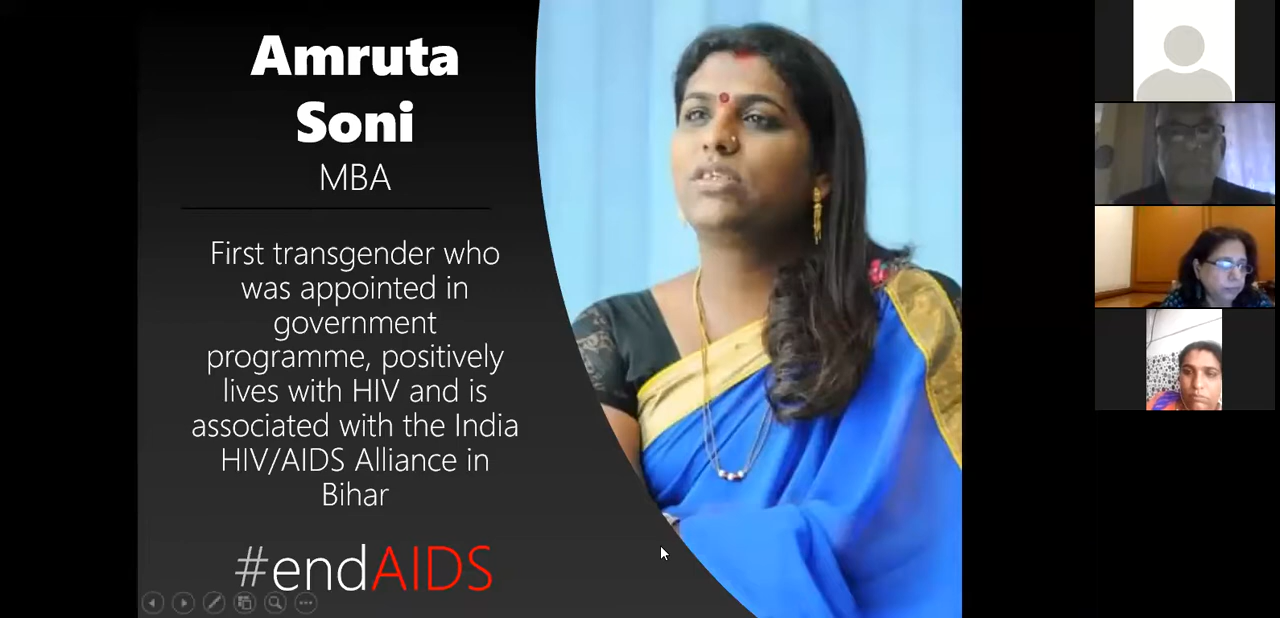 Amruta
Soni
MBA
First transgender who
was appointed in
government
programme, positively
lives with HIV and is
associated with the India
HIV/AIDS Alliance in
Bihar
#endAIDS